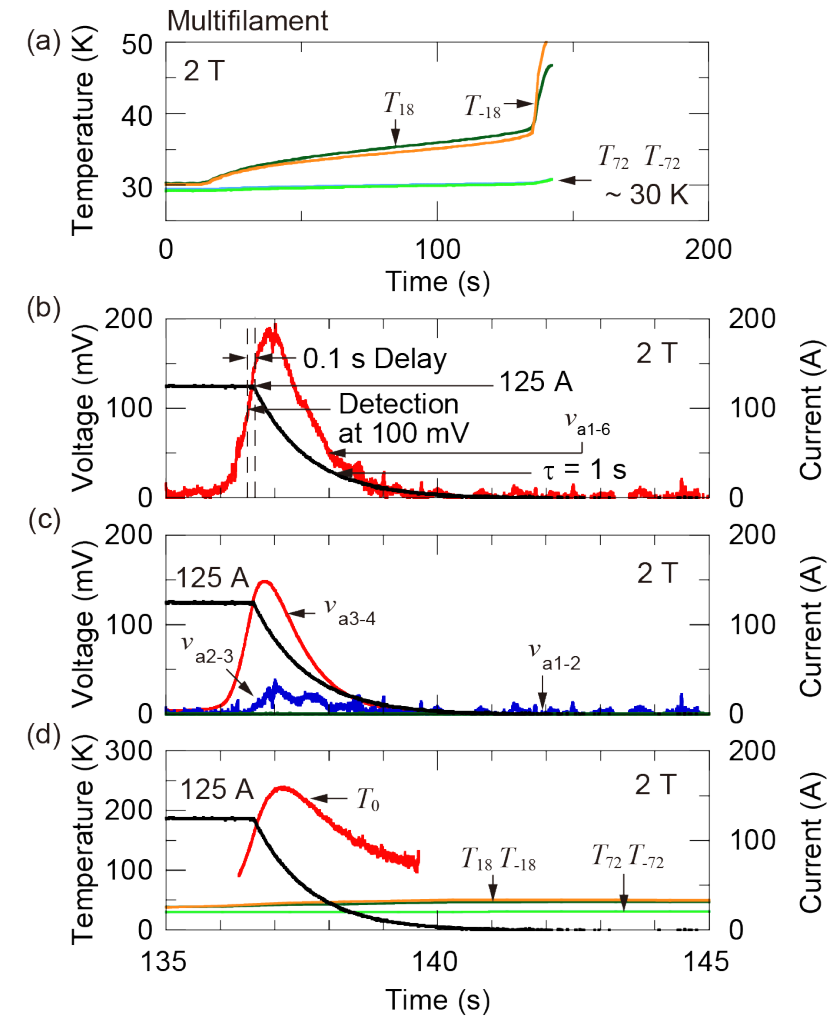 Multifilament
(a)
Temperature (K)
50
40
30
2 T
T18
T-18
T72 T-72
~ 30 K
0
100
200
Time (s)
(b)
Voltage (mV)
Current (A)
200
100
0
200
100
0
2 T
0.1 s Delay
125 A
Detection
at 100 mV
va1-6
τ = 1 s
(c)
Voltage (mV)
Current (A)
200
100
0
200
100
0
125 A
2 T
va3-4
va2-3
va1-2
(d)
Temperature (K)
Current (A)
300
200
100
0
200
100
0
125 A
2 T
T0
T18 T-18
T72 T-72
135
140
145
Time (s)